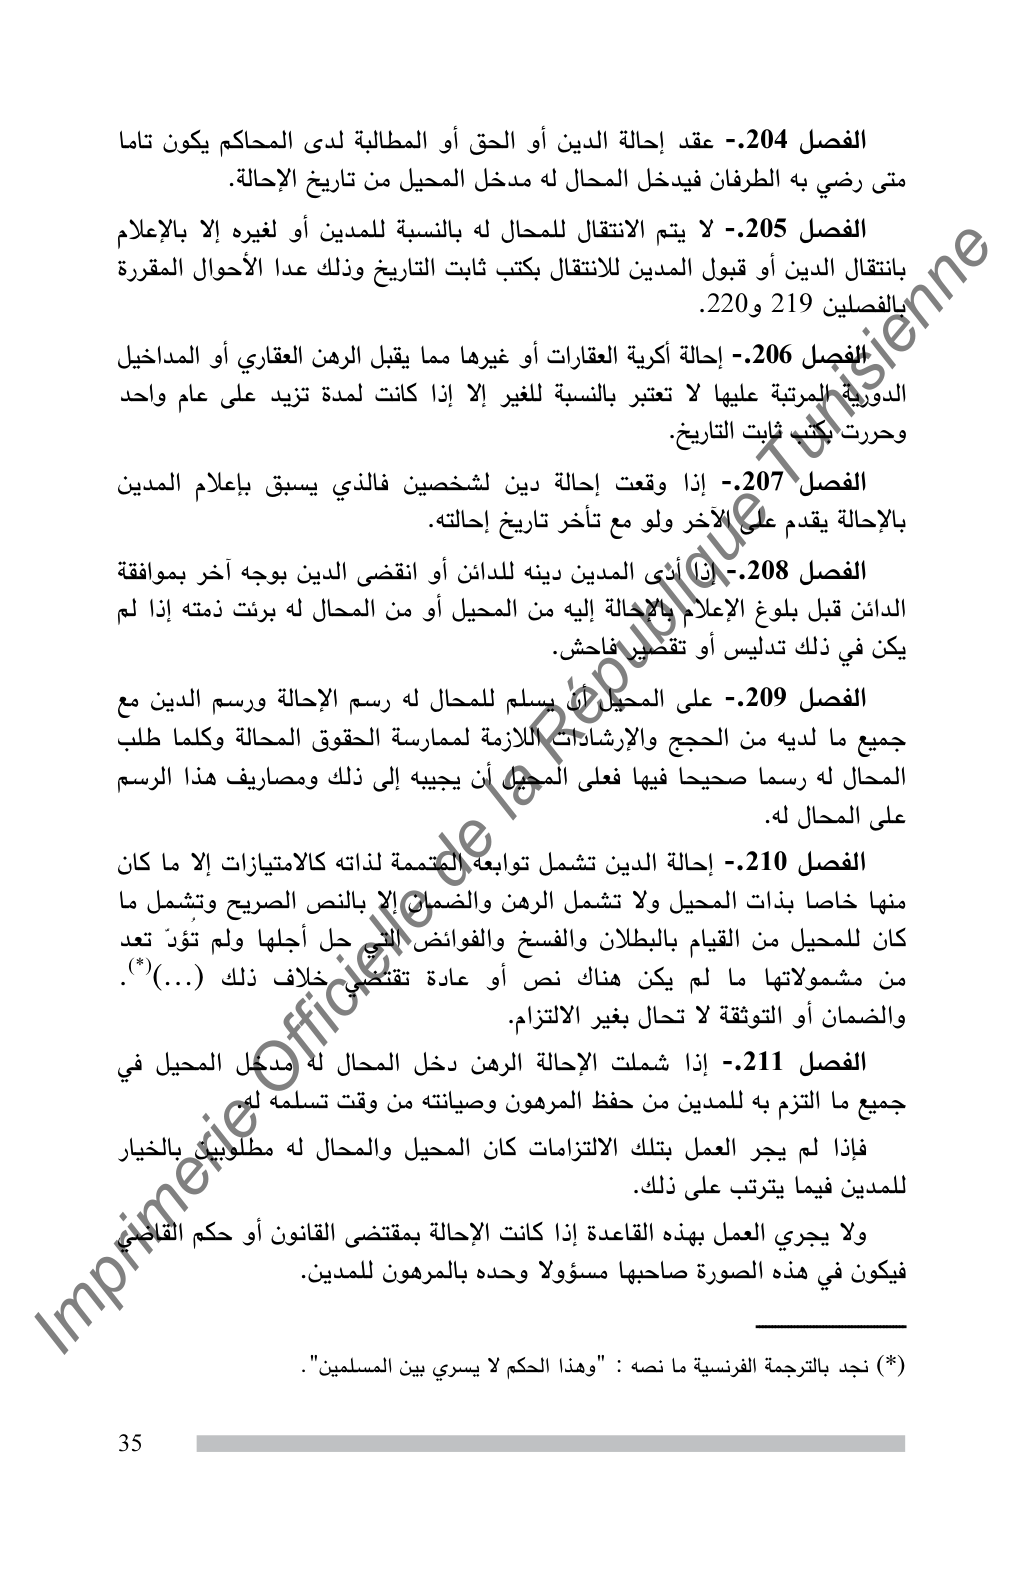 الفصل 204.- عقد إحالة الدين أو الحق أو المطالبة لدى المحاكم يكون تاما
متى رضي به الطرفان فيدخل المحال له مدخل المحيل من تاريخ الإحالة.
الفصل 205.- لا يتم الانتقال للمحال له بالنسبة للمدين أو لغيره إلا بالإعلام
بانتقال الدين أو قبول المدين للانتقال بكتب ثابت التاريخ وذلك عدا الأحوال المقررة
بالفصلين 219 و220.
الفصل 206.- إحالة أكرية العقارات أو غيرها مما يقبل الرهن العقاري أو المداخيل
الدورية المرتبة عليها لا تعتبر بالنسبة للغير إلا إذا كانت لمدة تزيد على عام واحد
وحررت بكتب ثابت التاريخ.
الفصل 207.- إذا وقعت إحالة دين لشخصين فالذي يسبق بإعلام المدين
بالإحالة يقدم على الآخر ولو مع تأخر تاريخ إحالته.
الفصل 208.- إذا أدى المدين دينه للدائن أو انقضى الدين بوجه آخر بموافقة
الدائن قبل بلوغ الإعلام بالإحالة إليه من المحيل أو من المحال له برئت ذمته إذا لم
يكن في ذلك تدليس أو تقصير فاحش.
الفصل 209.- على المحيل أن يسلم للمحال له رسم الإحالة ورسم الدين مع
جميع ما لديه من الحجج والإرشادات اللازمة لممارسة الحقوق المحالة وكلما طلب
المحال له رسما صحيحا فيها فعلى المحيل أن يجيبه إلى ذلك ومصاريف هذا الرسم
على المحال له.
الفصل 210.- إحالة الدين تشمل توابعه المتممة لذاته كالامتيازات إلا ما كان
منها خاصا بذات المحيل ولا تشمل الرهن والضمان إلا بالنص الصريح وتشمل ما
كان للمحيل من القيام بالبطلان والفسخ والفوائض التي حل أجلها ولم تُؤدّ تعد
من مشمولاتها ما لم يكن هناك نص أو عادة تقتضي خلاف ذلك (...)(*).
والضمان أو التوثقة لا تحال بغير الالتزام.
الفصل 211.- إذا شملت الإحالة الرهن دخل المحال له مدخل المحيل في
جميع ما التزم به للمدين من حفظ المرهون وصيانته من وقت تسلمه له.
فإذا لم يجر العمل بتلك الالتزامات كان المحيل والمحال له مطلوبين بالخيار
للمدين فيما يترتب على ذلك.
ولا يجري العمل بهذه القاعدة إذا كانت الإحالة بمقتضى القانون أو حكم القاضي
فيكون في هذه الصورة صاحبها مسؤولا وحده بالمرهون للمدين.
(*) نجد بالترجمة الفرنسية ما نصه : "وهذا الحكم لا يسري بين المسلمين".
35
Imprimerie Officielle de la République Tunisienne